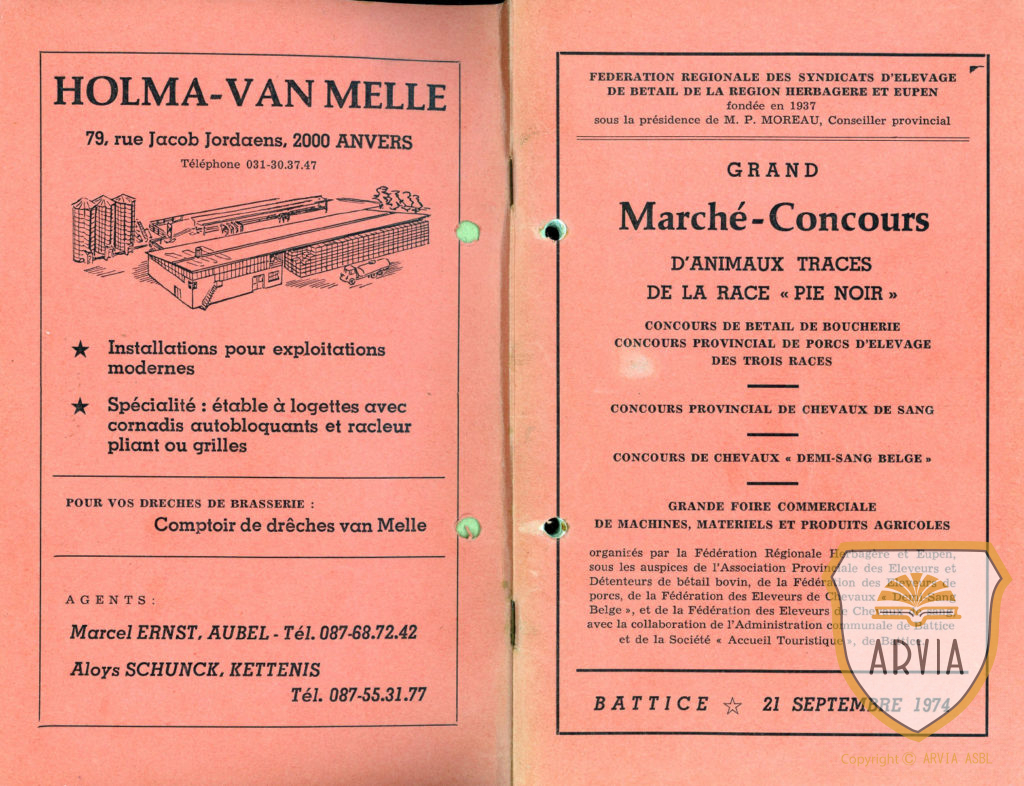 HOLMA-VAN MELLE
79, rue Jacob Jordaens, 2000 ANVERS
Téléphone 031-30.37.47
★ Installations pour exploitations
modernes
★ Spécialité : étable à logettes avec
cornadis autobloquants et racleur
pliant ou grilles
POUR VOS DRECHES DE BRASSERIE :
Comptoir de drêches van Melle
AGENTS :
Marcel ERNST, AUBEL - Tél. 087-68.72.42
Aloys SCHUNCK, KETTENIS
Tél. 087-55.31.77
FEDERATION REGIONALE DES SYNDICATS D'ELEVAGE
DE BETAIL DE LA REGION HERBAGERE ET EUPEN
fondée en 1937
sous la présidence de M. P. MOREAU, Conseiller provincial
GRAND
Marché-Concours
D'ANIMAUX TRACES
DE LA RACE « PIE NOIR »
CONCOURS DE BETAIL DE BOUCHERIE
CONCOURS PROVINCIAL DE PORCS D'ELEVAGE
DES TROIS RACES
CONCOURS PROVINCIAL DE CHEVAUX DE SANG
CONCOURS DE CHEVAUX « DEMI-SANG BELGE »
GRANDE FOIRE COMMERCIALE
DE MACHINES, MATERIELS ET PRODUITS AGRICOLES
organisés par la Fédération Régionale Herbagère et Eupen,
sous les auspices de l'Association Provinciale des Eleveurs et
Détenteurs de bétail bovin, de la Fédération des Eleveurs de
porcs, de la Fédération des Eleveurs de Chevaux « Demi-Sang
Belge », et de la Fédération des Eleveurs de Chevaux de sang
avec la collaboration de l'Administration communale de Battice
et de la Société « Accueil Touristique », de Battice.
BATTICE ☆ 21 SEPTEMBRE 1974
ARVIA
Copyright © ARVIA ASBL